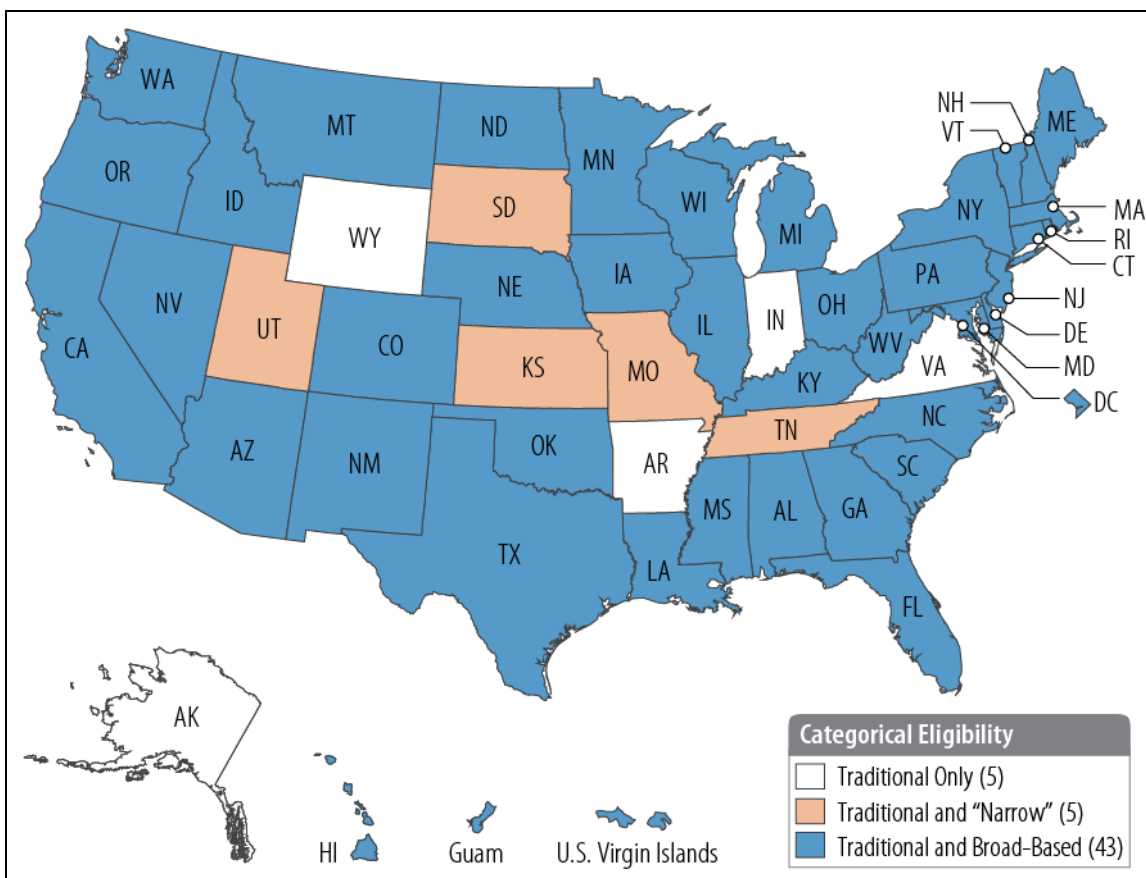 WA
MT
ND
MN
NH
VT
ME
OR
ID
SD
WI
MI
NY
MA
RI
CT
WY
NE
IA
PA
NJ
DE
MD
DC
NV
UT
CO
IL
IN
OH
WV
VA
CA
KS
MO
KY
NC
AZ
NM
OK
AR
TN
SC
MS
AL
GA
TX
LA
FL
AK
HI
Guam
U.S. Virgin Islands
Categorical Eligibility
Traditional Only (5)
Traditional and “Narrow” (5)
Traditional and Broad-Based (43)